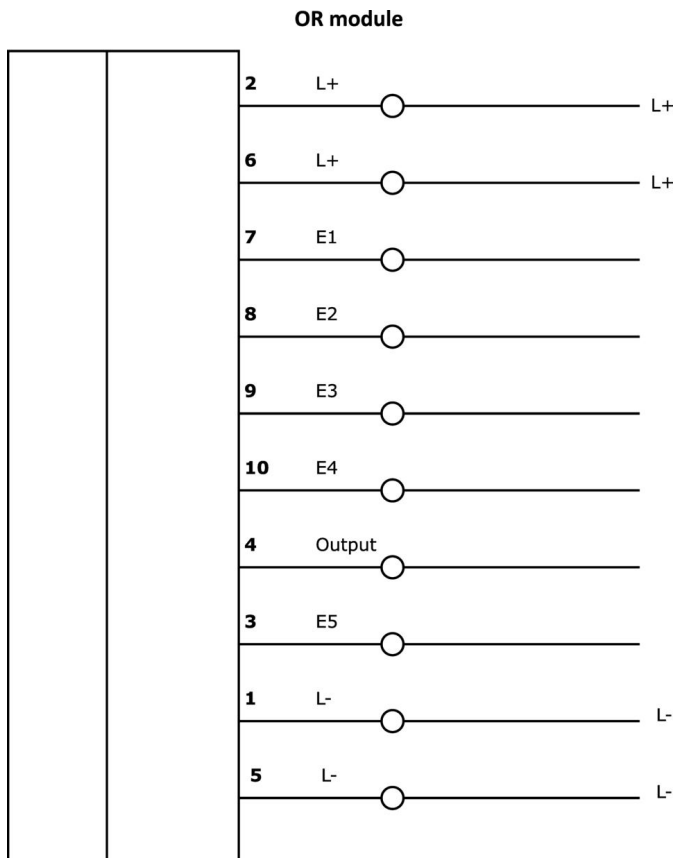 OR module
2 L+
L+
6 L+
L+
7 E1
8 E2
9 E3
10 E4
4 Output
3 E5
1 L-
L-
5 L-
L-